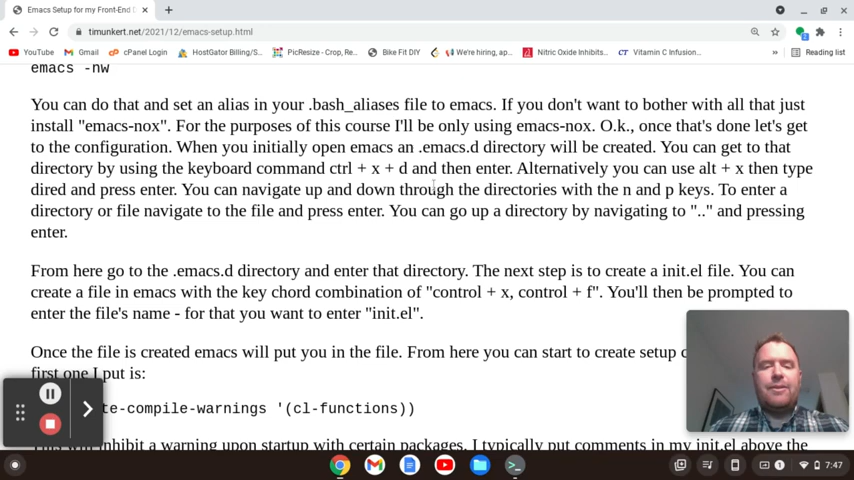 Emacs Setup for my Front-End D
timunkert.net/2021/12/emacs-setup.html
YouTube
Gmail
cPanel Login
HostGator Billing/S...
PicResize - Crop, Re...
Bike Fit DIY
We're hiring, ap...
Nitric Oxide Inhibits...
CT Vitamin C Infusion...
»
Reading list
emacs -nw
You can do that and set an alias in your .bash_aliases file to emacs. If you don't want to bother with all that just
install "emacs-nox". For the purposes of this course I'll be only using emacs-nox. O.k., once that's done let's get
to the configuration. When you initially open emacs an .emacs.d directory will be created. You can get to that
directory by using the keyboard command ctrl + x + d and then enter. Alternatively you can use alt + x then type
dired and press enter. You can navigate up and down through the directories with the n and p keys. To enter a
directory or file navigate to the file and press enter. You can go up a directory by navigating to ".." and pressing
enter.
From here go to the .emacs.d directory and enter that directory. The next step is to create a init.el file. You can
create a file in emacs with the key chord combination of "control + x, control + f". You'll then be prompted to
enter the file's name - for that you want to enter "init.el".
Once the file is created emacs will put you in the file. From here you can start to create setup c
first one I put is:
te-compile-warnings '(cl-functions))
This will inhibit a warning upon startup with certain packages. I typically put comments in my init.el above the
1
7:47